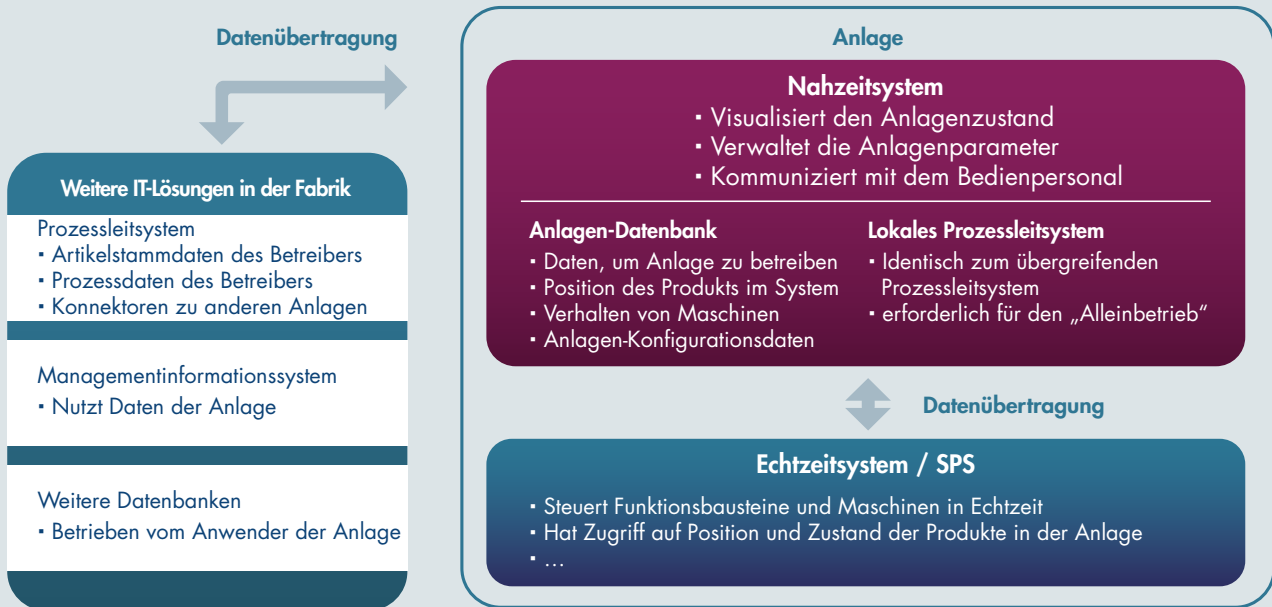 Datenübertragung
Weitere IT-Lösungen in der Fabrik
Prozessleitsystem
▪ Artikelstammdaten des Betreibers
▪ Prozessdaten des Betreibers
▪ Konnektoren zu anderen Anlagen
Managementinformationssystem
▪ Nutzt Daten der Anlage
Weitere Datenbanken
▪ Betrieben vom Anwender der Anlage
Anlage
Nahzeitsystem
▪ Visualisiert den Anlagenzustand
▪ Verwaltet die Anlagenparameter
▪ Kommuniziert mit dem Bedienpersonal
Anlagen-Datenbank
▪ Daten, um Anlage zu betreiben
▪ Position des Produkts im System
▪ Verhalten von Maschinen
▪ Anlagen-Konfigurationsdaten
Lokales Prozessleitsystem
▪ Identisch zum übergreifenden
Prozessleitsystem
▪ erforderlich für den „Alleinbetrieb“
Datenübertragung
Echtzeitsystem / SPS
▪ Steuert Funktionsbausteine und Maschinen in Echtzeit
▪ Hat Zugriff auf Position und Zustand der Produkte in der Anlage
▪ …